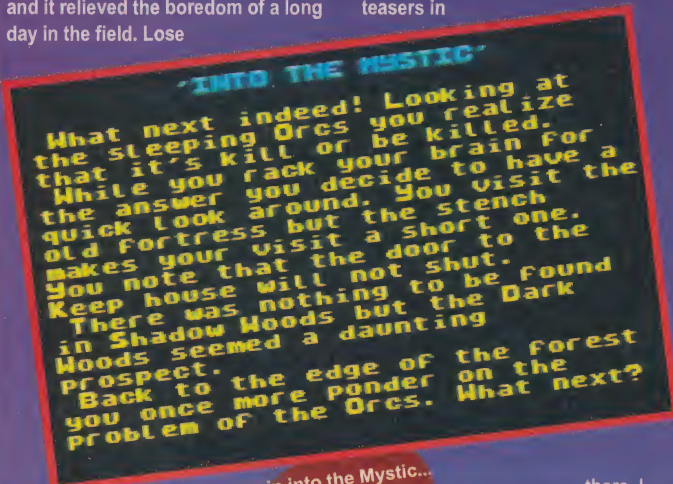 and it relieved the boredom of a long
day in the field. Lose
teasers in
'INTO THE MYSTIC'
What next indeed! Looking at
the sleeping Orcs you realize
that it's kill or be killed.
While you rack your brain for
the answer you decide to have a
quick look around. You visit the
old fortress but the stench
makes your visit a short one.
You note that the door to the
Keep house will not shut.
There was nothing to be found
in Shadow Woods but the Dark
Woods seemed a daunting
prospect.
Back to the edge of the forest
you once more ponder on the
problem of the Orcs. What next?
into the Mystic...